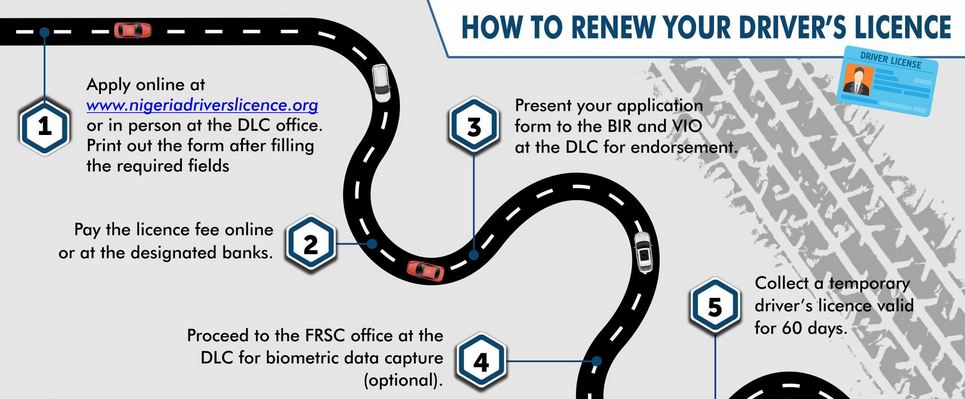 HOW TO RENEW YOUR DRIVER'S LICENCE
DRIVER LICENSE
1
Apply online at
www.nigeriadriverslicence.org
or in person at the DLC office.
Print out the form after filling
the required fields
2
Pay the licence fee online
or at the designated banks.
3
Present your application
form to the BIR and VIO
at the DLC for endorsement.
4
Proceed to the FRSC office at the
DLC for biometric data capture
(optional).
5
Collect a temporary
driver's licence valid
for 60 days.